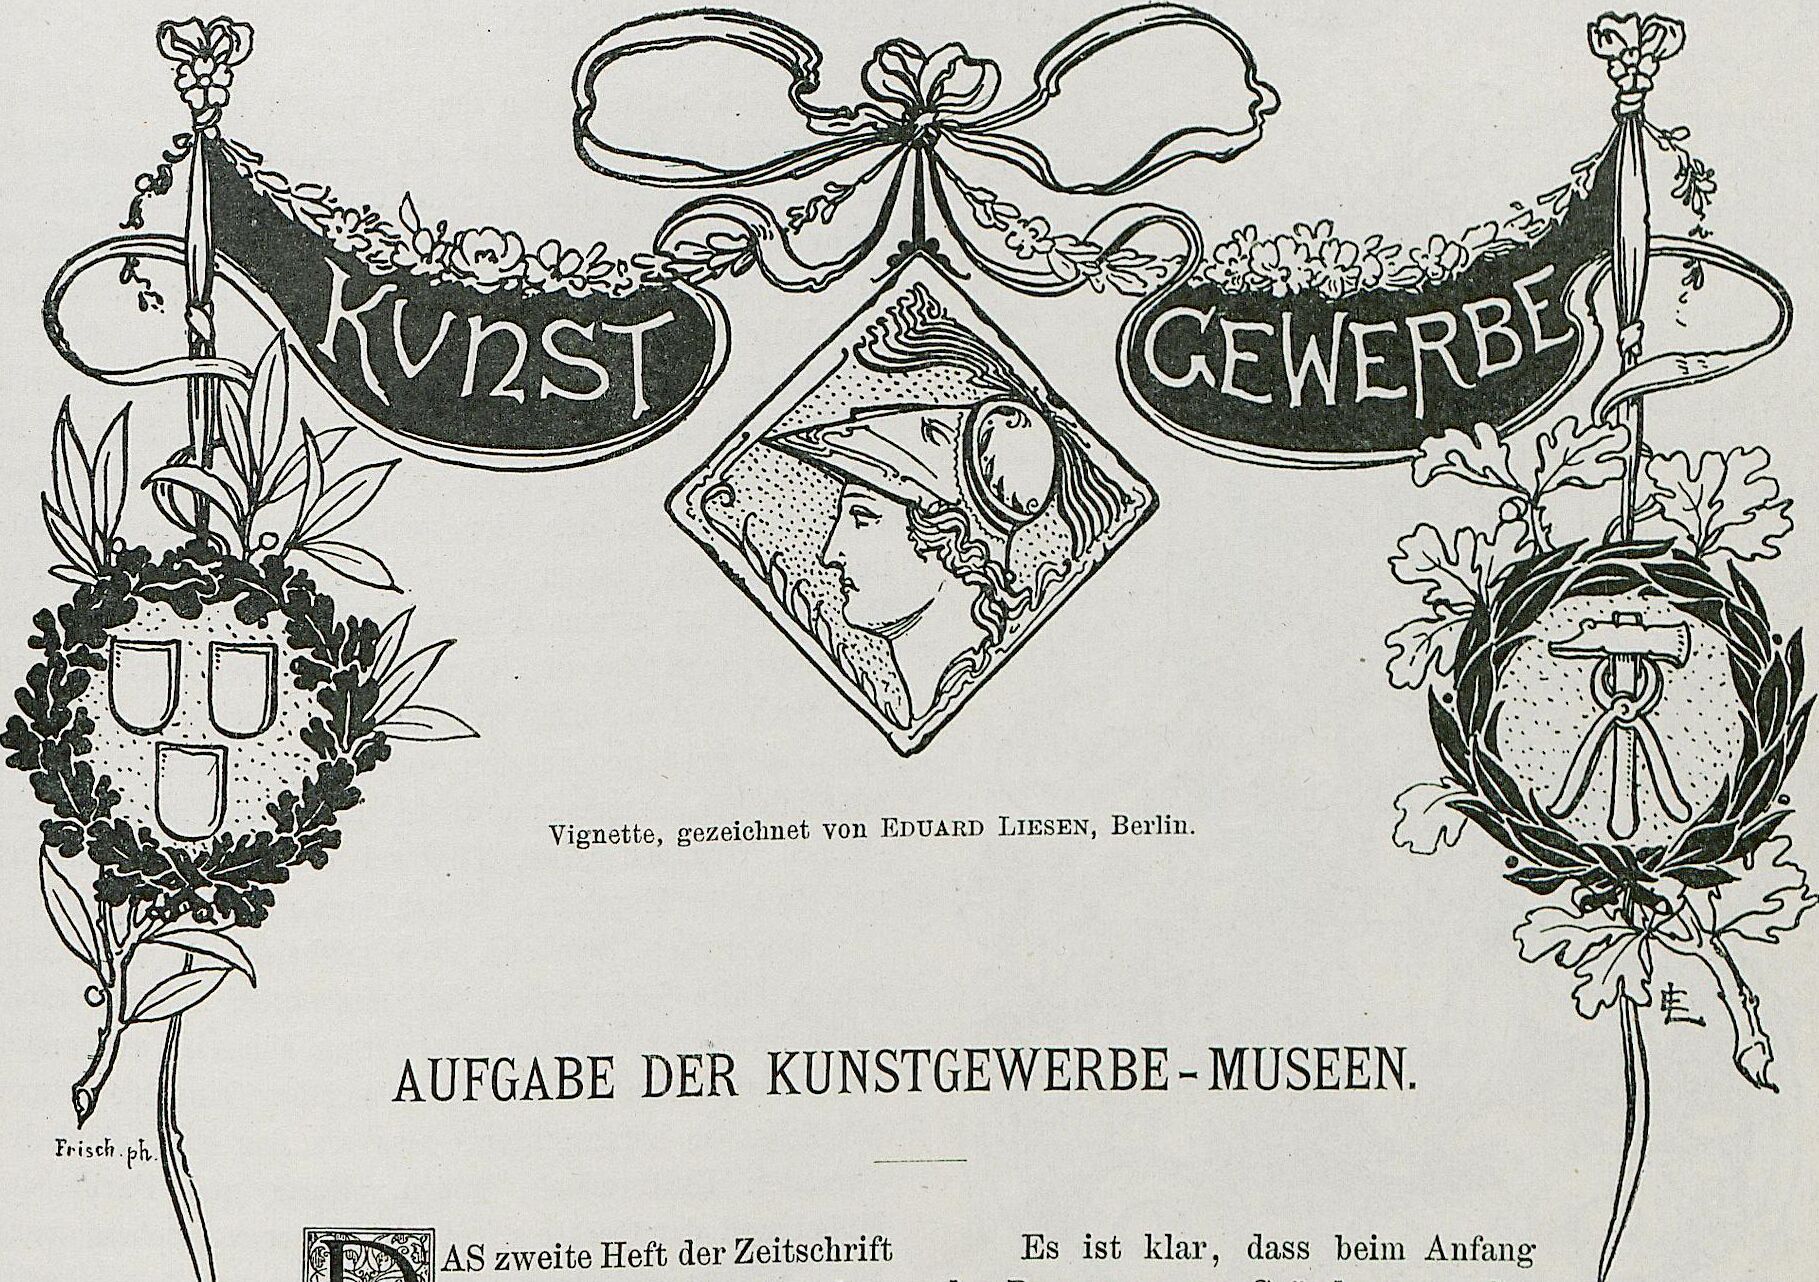 KUNST
GEWERBE
Vignette, gezeichnet von EDUARD LIESEN, Berlin.
EL
AUFGABE DER KUNSTGEWERBE-MUSEEN.
Frisch. ph.
DAS zweite Heft der Zeitschrift
Es ist klar, dass beim Anfang